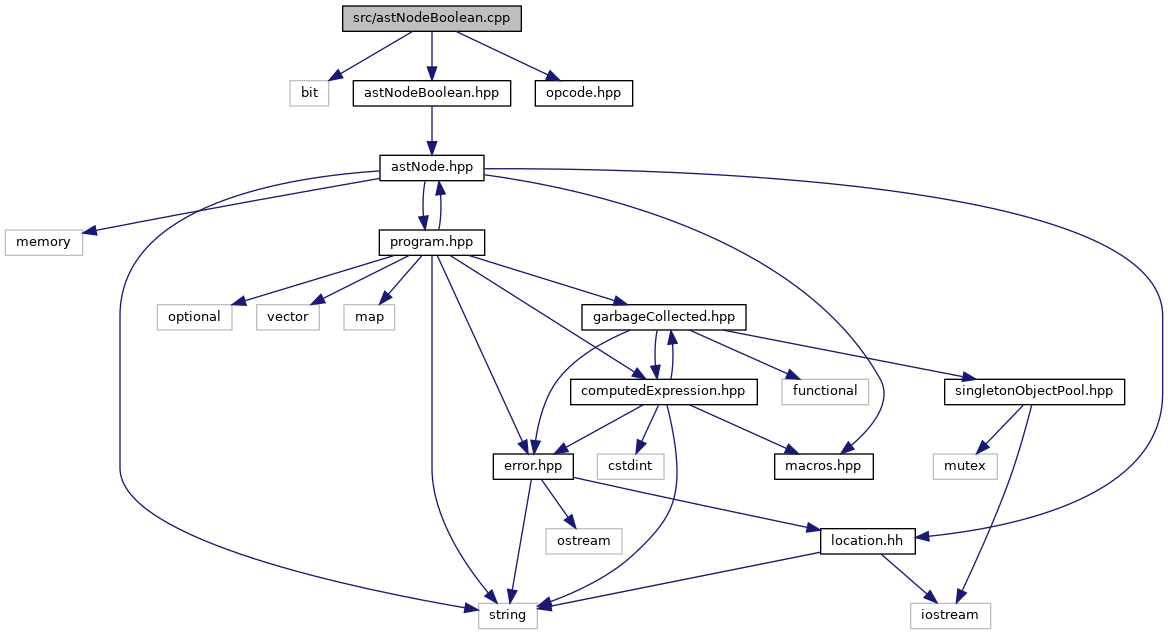 src/astNodeBoolean.cpp
bit
astNodeBoolean.hpp
opcode.hpp
astNode.hpp
memory
program.hpp
optional
vector
map
garbageCollected.hpp
computedExpression.hpp
functional
singletonObjectPool.hpp
error.hpp
cstdint
macros.hpp
mutex
ostream
location.hh
string
iostream